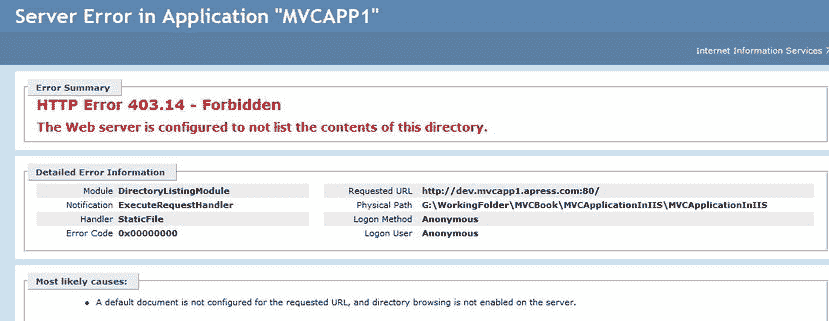 Server Error in Application "MVCAPP1"
Internet Information Services 7
Error Summary
HTTP Error 403.14 - Forbidden
The Web server is configured to not list the contents of this directory.
Detailed Error Information
Module DirectoryListingModule
Notification ExecuteRequestHandler
Handler StaticFile
Error Code 0x00000000
Requested URL http://dev.mvcapp1.apress.com:80/
Physical Path G:\WorkingFolder\MVCBook\MVCApplicationInIIS\MVCApplicationInIIS
Logon Method Anonymous
Logon User Anonymous
Most likely causes:
• A default document is not configured for the requested URL, and directory browsing is not enabled on the server.